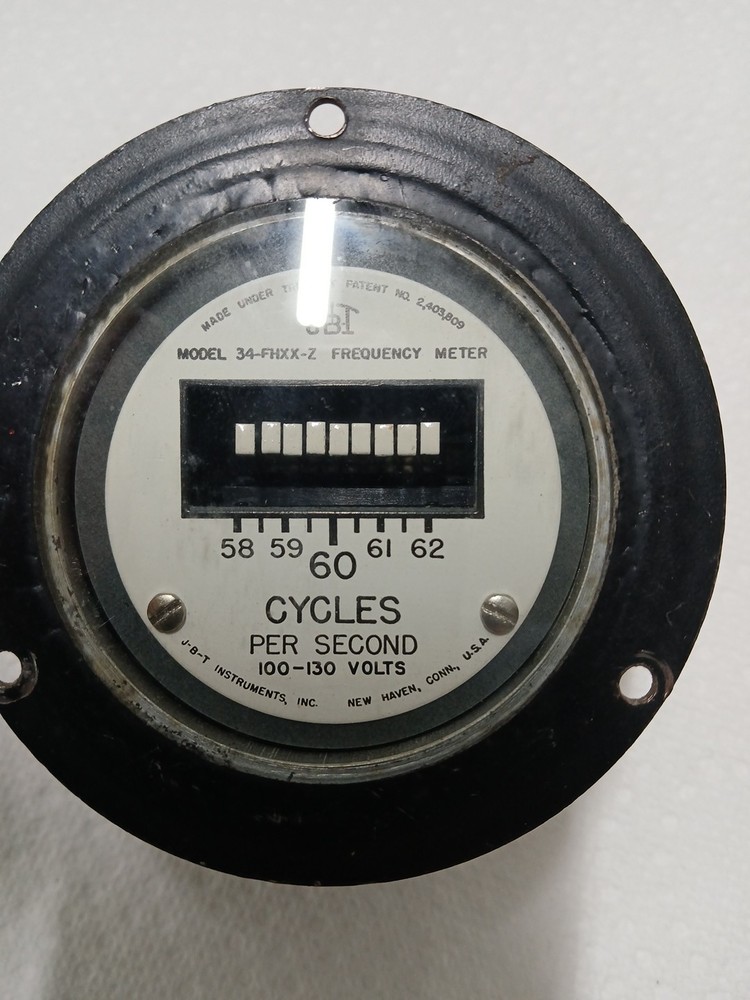 MADE UNDER PATENT NO. 2,403,809
JBT
MODEL 34-FHXX-Z FREQUENCY METER
58 59 60 61 62
CYCLES
PER SECOND
100-130 VOLTS
J-B-T INSTRUMENTS, INC. NEW HAVEN, CONN., U.S.A.